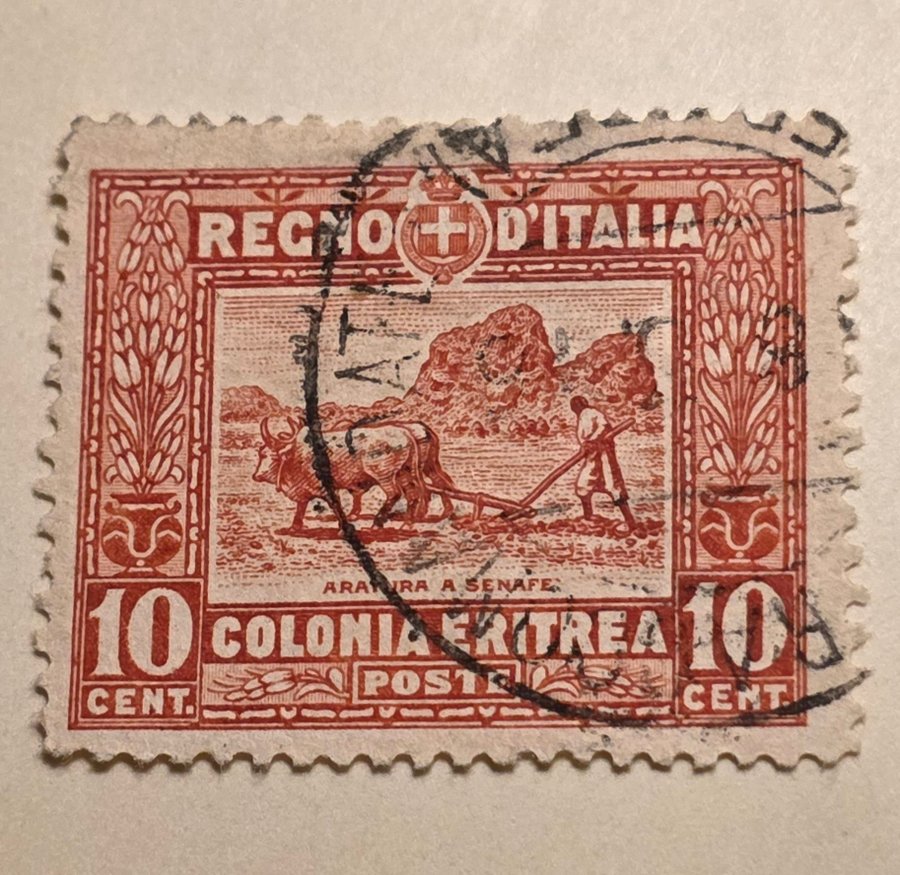 REGNO D'ITALIA
ARATURA A SENAFE'
10 CENT.
COLONIA ERITREA
POSTE
10 CENT.